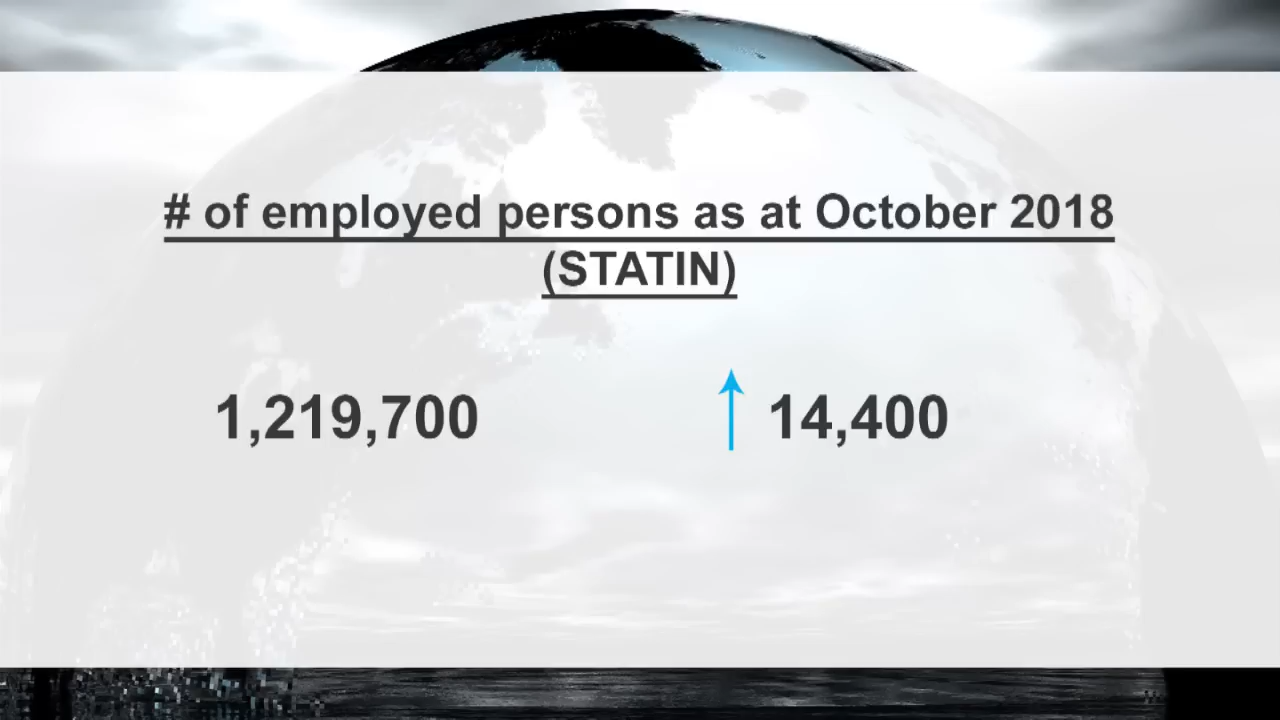 # of employed persons as at October 2018
(STATIN)
1,219,700 ↑ 14,400